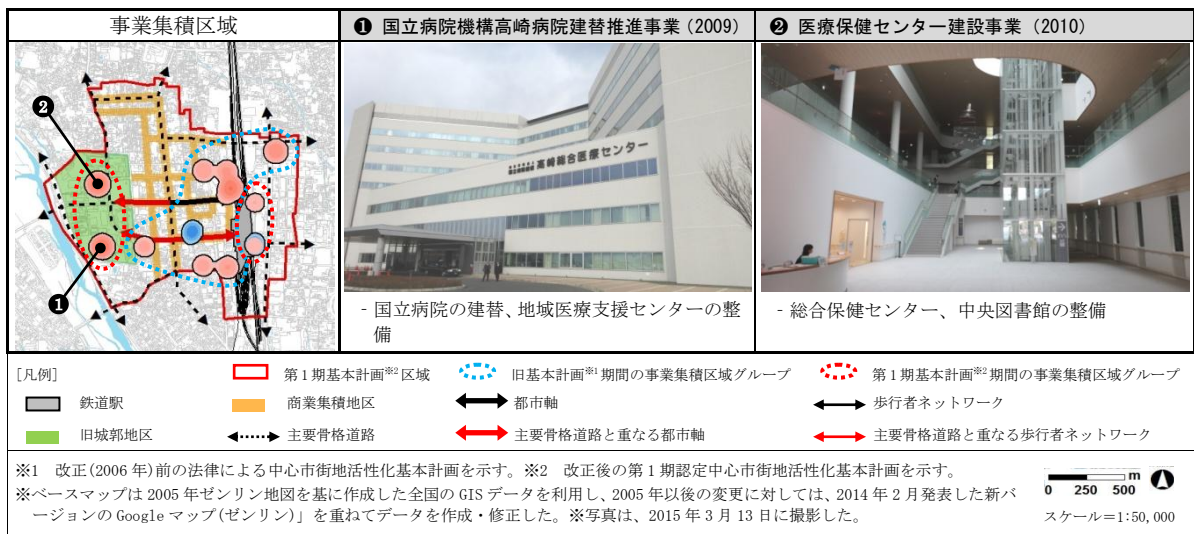 事業集積区域
❶ 国立病院機構高崎病院建替推進事業（2009）
❷ 医療保健センター建設事業（2010）
❷
❶
高崎総合医療センター
- 国立病院の建替、地域医療支援センターの整
備
- 総合保健センター、中央図書館の整備
[凡例]
第1期基本計画※2区域
旧基本計画※1期間の事業集積区域グループ
第1期基本計画※2期間の事業集積区域グループ
鉄道駅
商業集積地区
都市軸
歩行者ネットワーク
旧城郭地区
主要骨格道路
主要骨格道路と重なる都市軸
主要骨格道路と重なる歩行者ネットワーク
※1 改正(2006年)前の法律による中心市街地活性化基本計画を示す。※2 改正後の第1期認定中心市街地活性化基本計画を示す。
※ベースマップは2005年ゼンリン地図を基に作成した全国のGISデータを利用し、2005年以後の変更に対しては、2014年2月発表した新バ
ージョンのGoogleマップ(ゼンリン)」を重ねてデータを作成・修正した。※写真は、2015年3月13日に撮影した。
m
0 250 500
スケール＝1:50,000